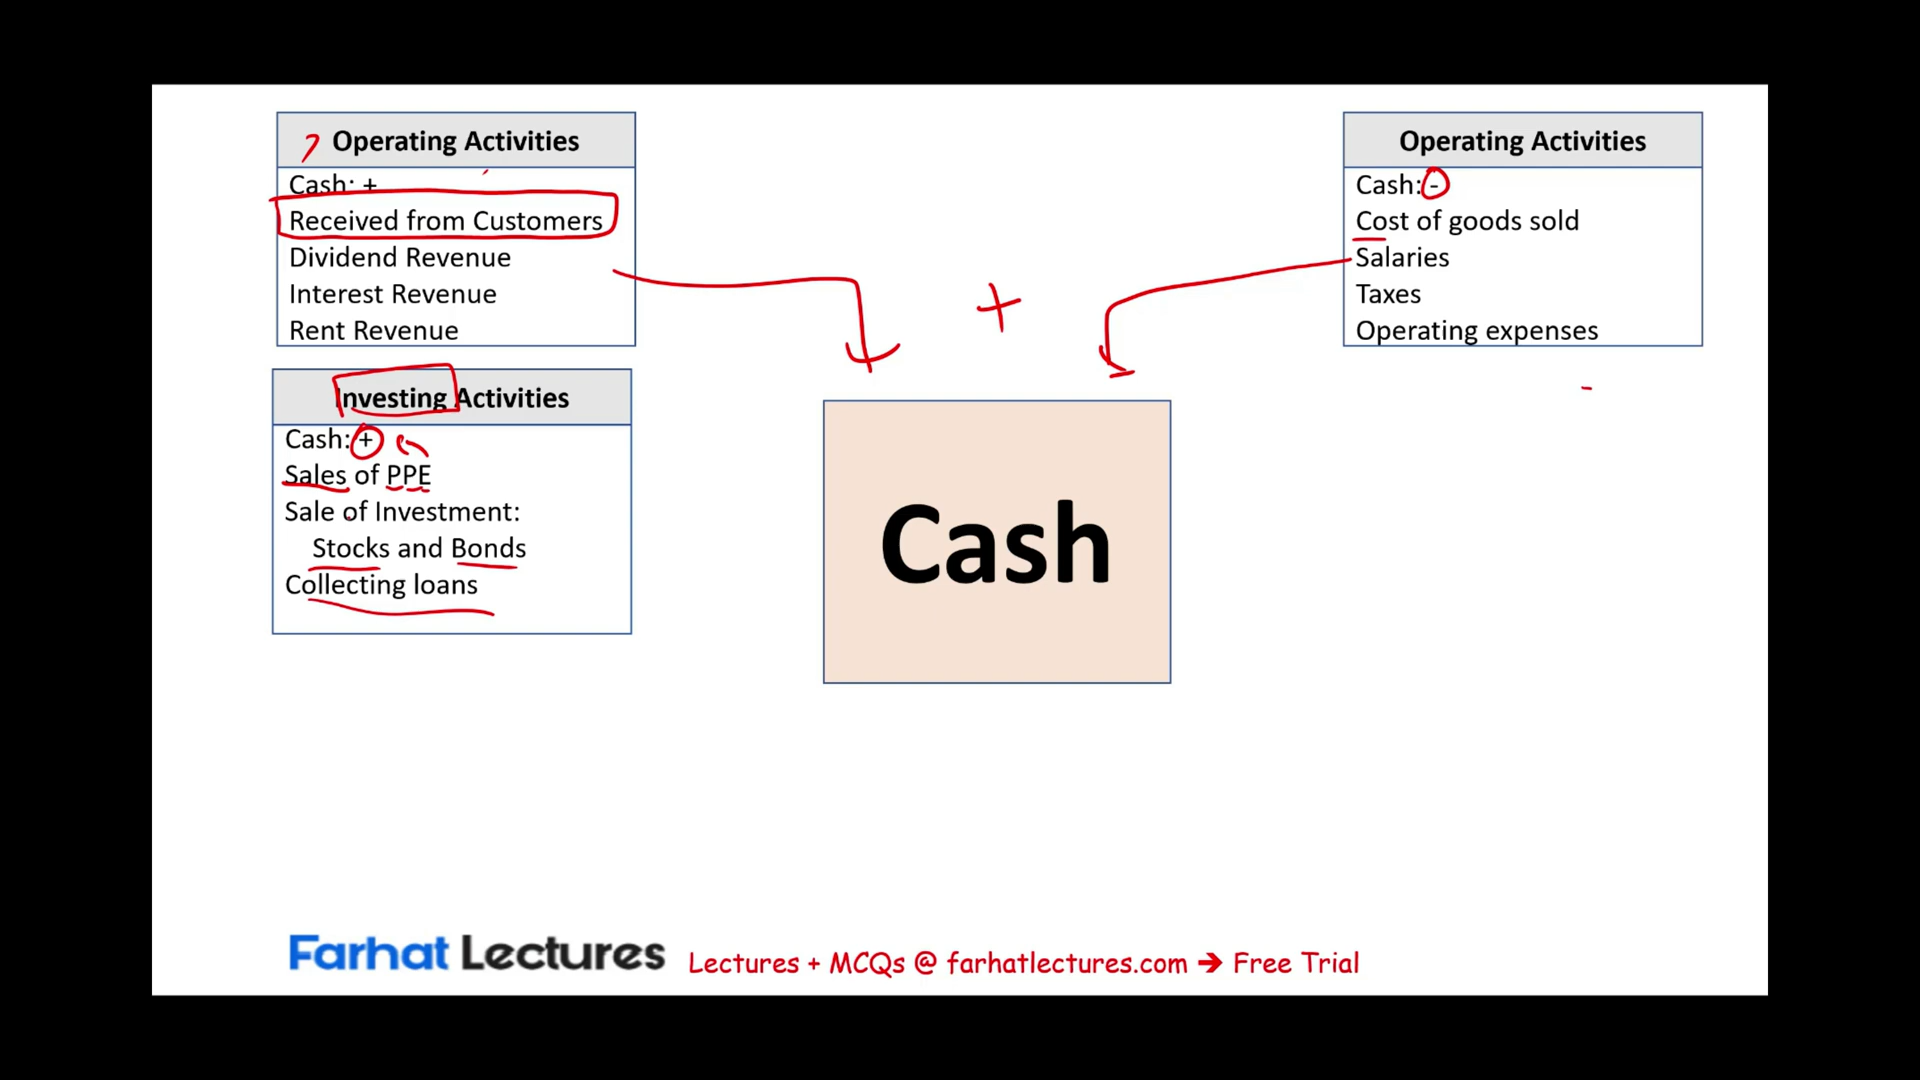 Operating Activities
Cash: +
Received from Customers
Dividend Revenue
Interest Revenue
Rent Revenue
Investing Activities
Cash: +
Sales of PPE
Sale of Investment:
Stocks and Bonds
Collecting loans
+
Cash
Operating Activities
Cash: -
Cost of goods sold
Salaries
Taxes
Operating expenses
Farhat Lectures
Lectures + MCQs @ farhatlectures.com → Free Trial